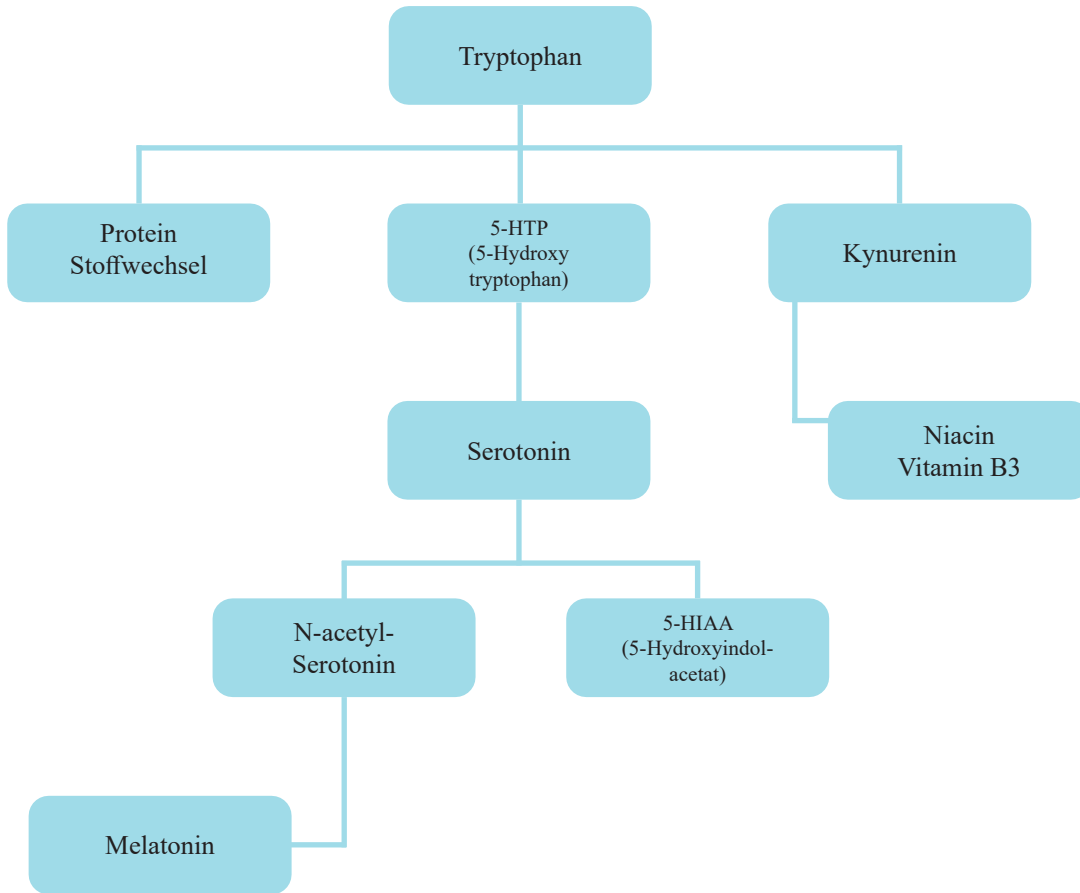 Tryptophan
Protein
Stoffwechsel
5-HTP
(5-Hydroxy
tryptophan)
Kynurenin
Serotonin
Niacin
Vitamin B3
N-acetyl-
Serotonin
5-HIAA
(5-Hydroxyindol-
acetat)
Melatonin